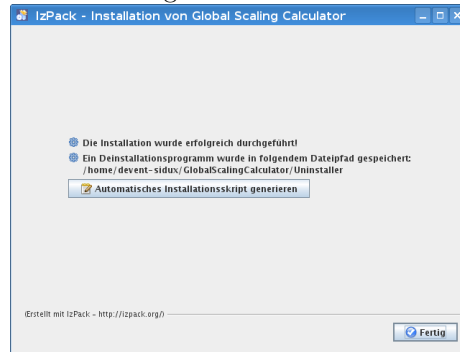 IzPack - Installation von Global Scaling Calculator
Die Installation wurde erfolgreich durchgeführt!
Ein Deinstallationsprogramm wurde in folgendem Dateipfad gespeichert:
/home/devent-sidux/GlobalScalingCalculator/Uninstaller
Automatisches Installationsskript generieren
(Erstellt mit IzPack - http://izpack.org/)
Fertig